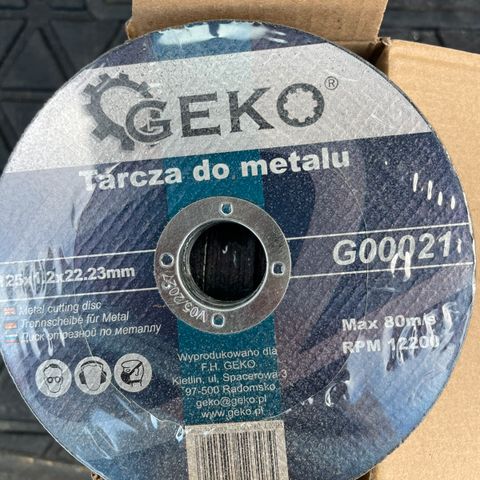 GEKO®
Tarcza do metalu
125x1.2x22.23mm
G00021
Metal cutting disc
Trennscheibe für Metal
Диск отрезной по металлу
Max 80m/s
RPM 12200
Wyprodukowano dla
F.H. GEKO
Kietlin, ul, Spacerowa 3
97-500 Radomsko
geko@geko.pl
www.geko.pl